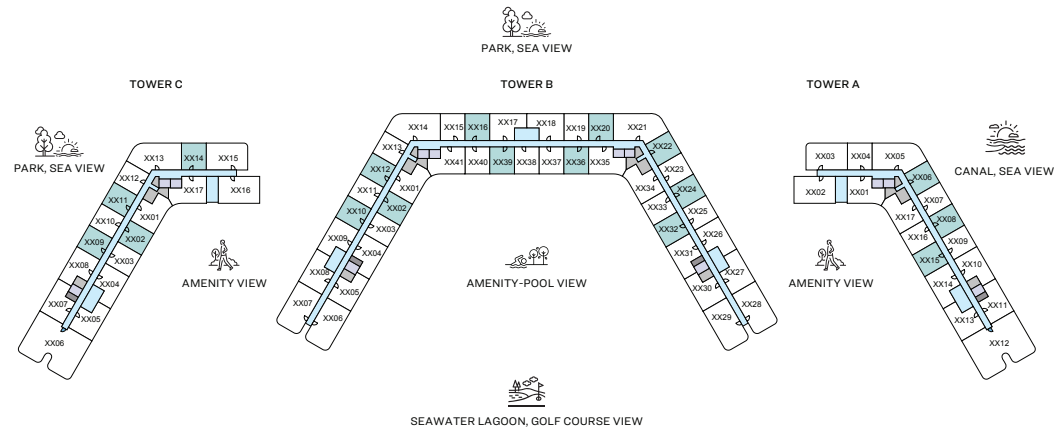 PARK, SEA VIEW
TOWER C
TOWER B
TOWER A
PARK, SEA VIEW
CANAL, SEA VIEW
XX13
XX14
XX15
XX12
XX17
XX16
XX11
XX01
XX10
XX02
XX09
XX03
XX08
XX04
XX07
XX05
XX06
XX14
XX15
XX16
XX17
XX18
XX19
XX20
XX21
XX13
XX41
XX40
XX39
XX38
XX37
XX36
XX35
XX22
XX12
XX01
XX34
XX23
XX11
XX02
XX33
XX24
XX10
XX03
XX32
XX25
XX09
XX04
XX31
XX26
XX08
XX05
XX30
XX27
XX07
XX06
XX29
XX28
XX03
XX04
XX05
XX02
XX01
XX06
XX17
XX07
XX16
XX08
XX15
XX09
XX14
XX10
XX13
XX11
XX12
AMENITY VIEW
AMENITY-POOL VIEW
AMENITY VIEW
SEAWATER LAGOON, GOLF COURSE VIEW